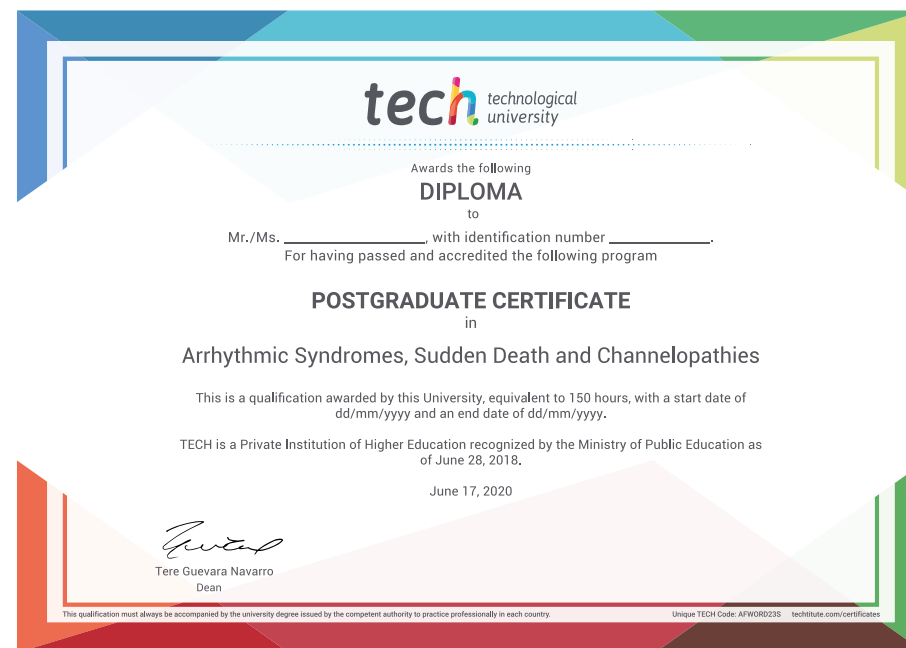 tech technological
university
Awards the following
DIPLOMA
to
Mr./Ms. ____________________, with identification number ______________.
For having passed and accredited the following program
POSTGRADUATE CERTIFICATE
in
Arrhythmic Syndromes, Sudden Death and Channelopathies
This is a qualification awarded by this University, equivalent to 150 hours, with a start date of
dd/mm/yyyy and an end date of dd/mm/yyyy.
TECH is a Private Institution of Higher Education recognized by the Ministry of Public Education as
of June 28, 2018.
June 17, 2020
Tere Guevara Navarro
Dean
This qualification must always be accompanied by the university degree issued by the competent authority to practice professionally in each country.
Unique TECH Code: AFWORD23S techtitute.com/certificates